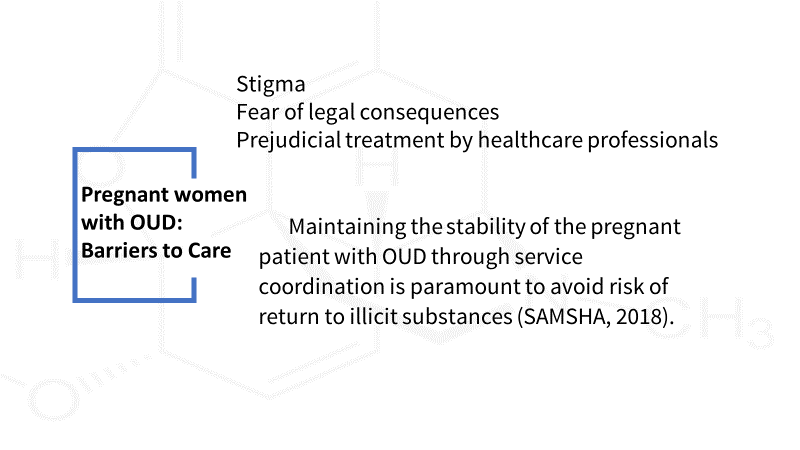 Stigma
Fear of legal consequences
Prejudicial treatment by healthcare professionals
Pregnant women
with OUD:
Barriers to Care
Maintaining the stability of the pregnant
patient with OUD through service
coordination is paramount to avoid risk of
return to illicit substances (SAMSHA, 2018).
H
H
O
O
N
CH3